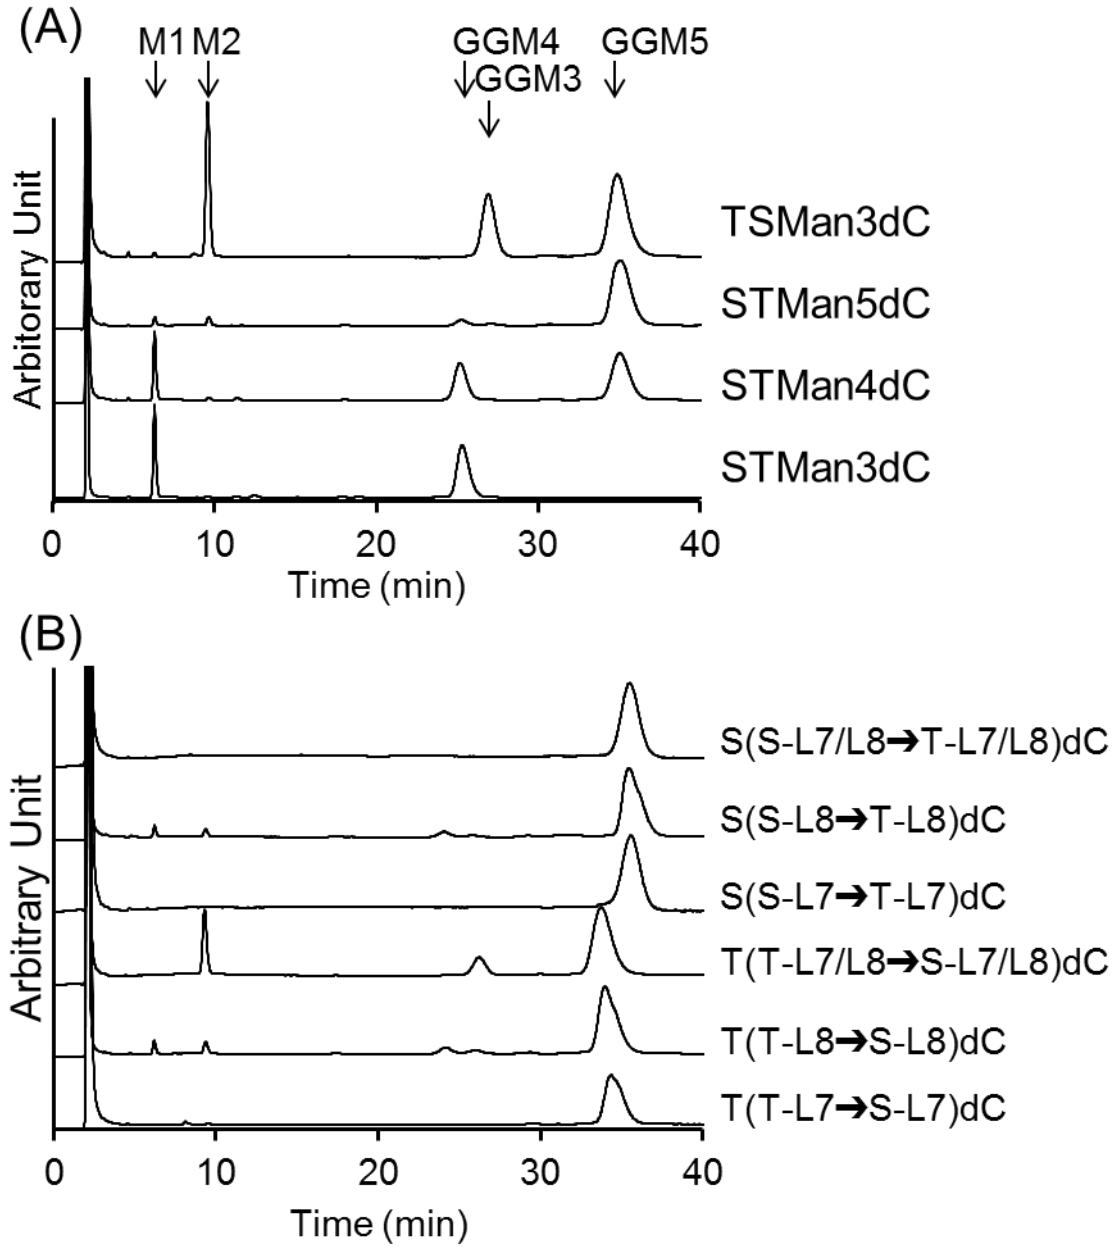 (A)
M1 M2 GGM4 GGM5
GGM3
Arbitorary Unit
TSMan3dC
STMan5dC
STMan4dC
STMan3dC
0 10 20 30 40
Time (min)
(B)
Arbitrary Unit
S(S-L7/L8➔T-L7/L8)dC
S(S-L8➔T-L8)dC
S(S-L7➔T-L7)dC
T(T-L7/L8➔S-L7/L8)dC
T(T-L8➔S-L8)dC
T(T-L7➔S-L7)dC
0 10 20 30 40
Time (min)